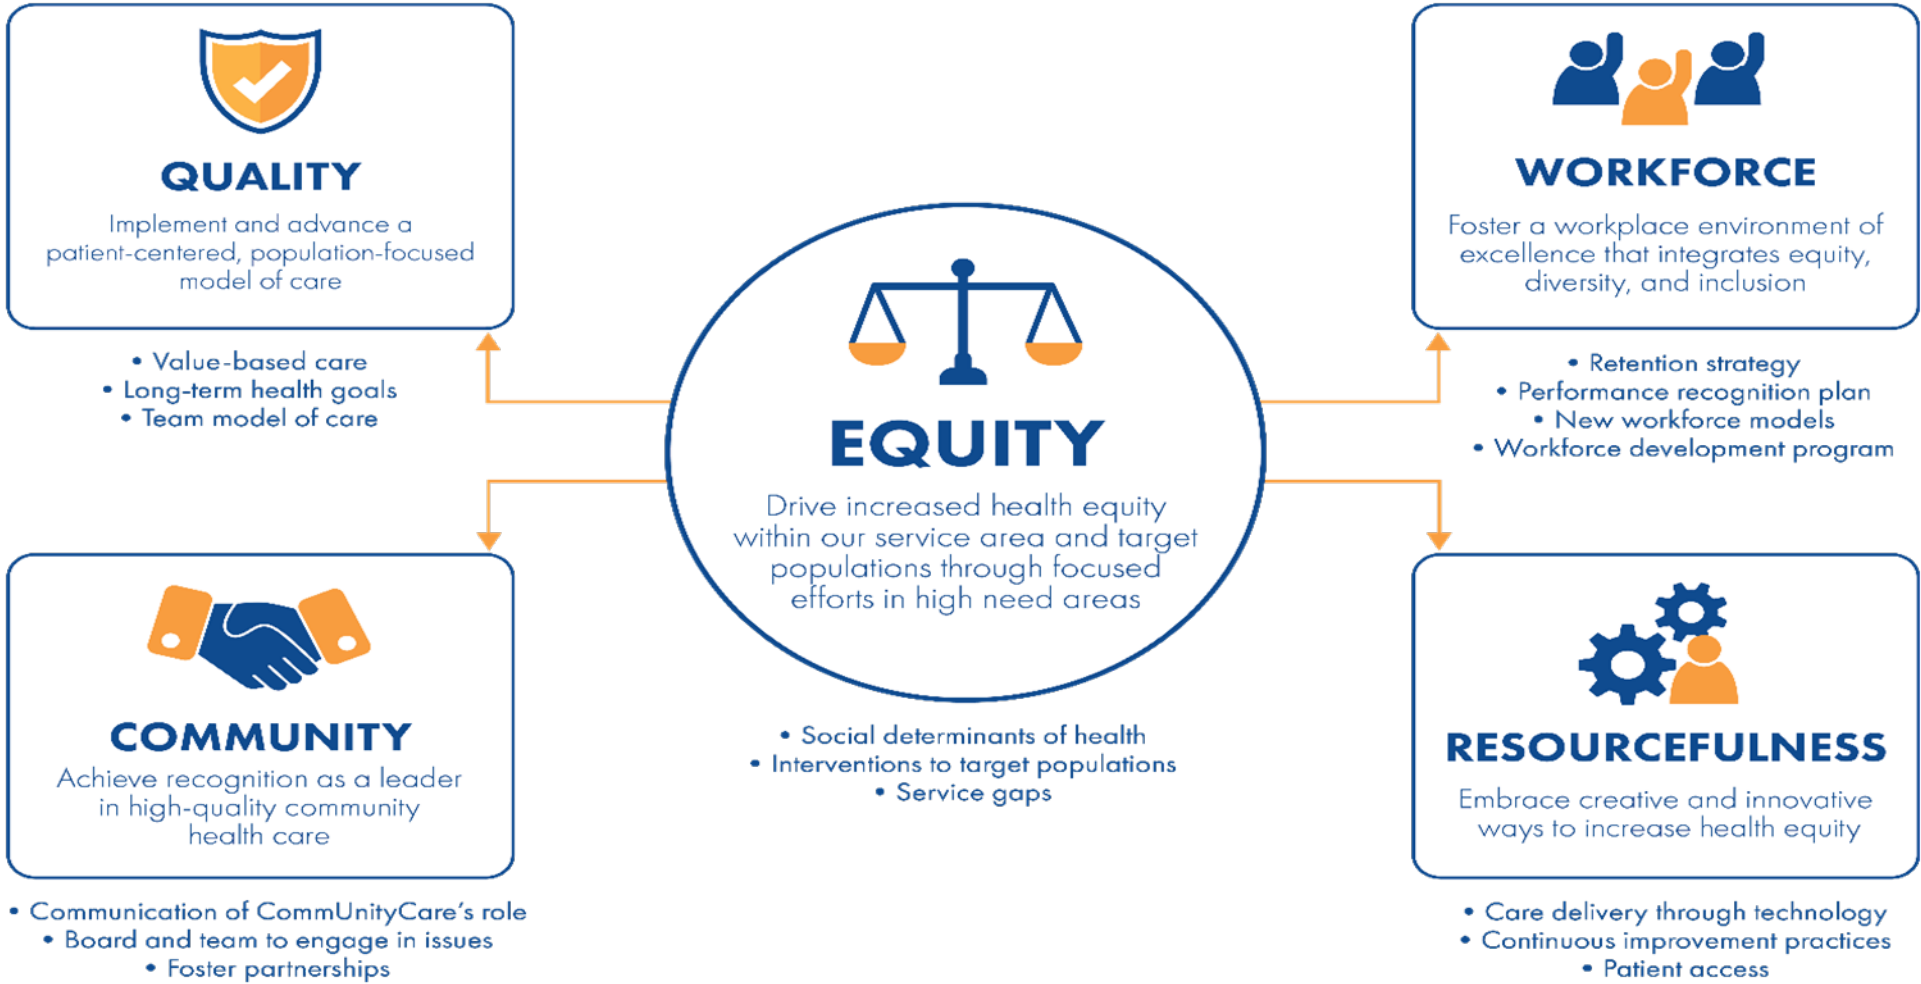 QUALITY
Implement and advance a
patient-centered, population-focused
model of care
• Value-based care
• Long-term health goals
• Team model of care
WORKFORCE
Foster a workplace environment of
excellence that integrates equity,
diversity, and inclusion
• Retention strategy
• Performance recognition plan
• New workforce models
• Workforce development program
EQUITY
Drive increased health equity
within our service area and target
populations through focused
efforts in high need areas
• Social determinants of health
• Interventions to target populations
• Service gaps
COMMUNITY
Achieve recognition as a leader
in high-quality community
health care
• Communication of CommUnityCare's role
• Board and team to engage in issues
• Foster partnerships
RESOURCEFULNESS
Embrace creative and innovative
ways to increase health equity
• Care delivery through technology
• Continuous improvement practices
• Patient access